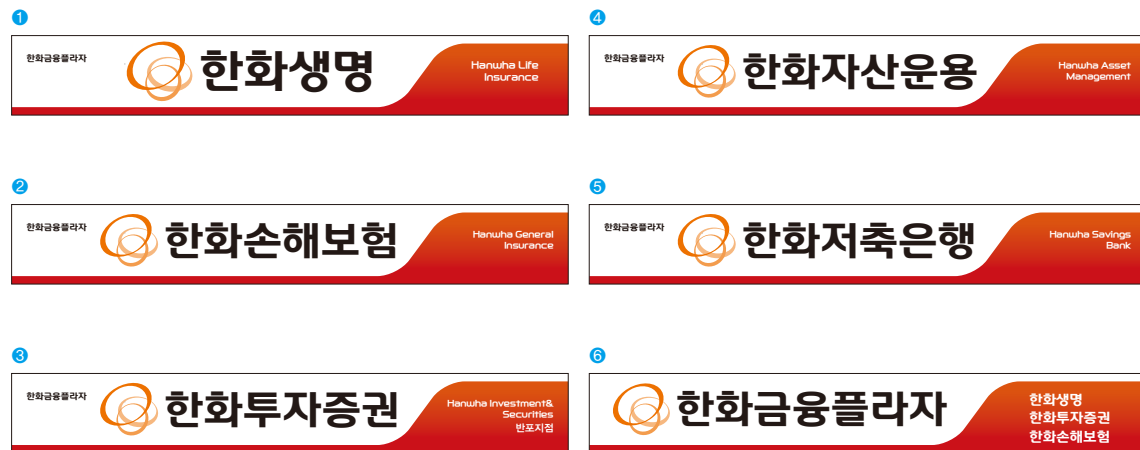 ❶
한화금융플라자
한화생명
Hanwha Life
Insurance
❷
한화금융플라자
한화손해보험
Hanwha General
Insurance
❸
한화금융플라자
한화투자증권
Hanwha Investment&
Securities
반포지점
❹
한화금융플라자
한화자산운용
Hanwha Asset
Management
❺
한화금융플라자
한화저축은행
Hanwha Savings
Bank
❻
한화금융플라자
한화생명
한화투자증권
한화손해보험